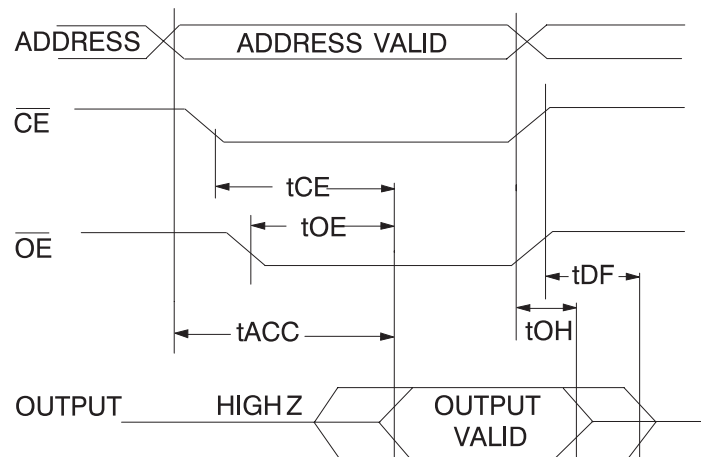 ADDRESS ADDRESS VALID
CE
tCE
tOE
OE
tDF
tACC tOH
OUTPUT HIGH Z OUTPUT
VALID